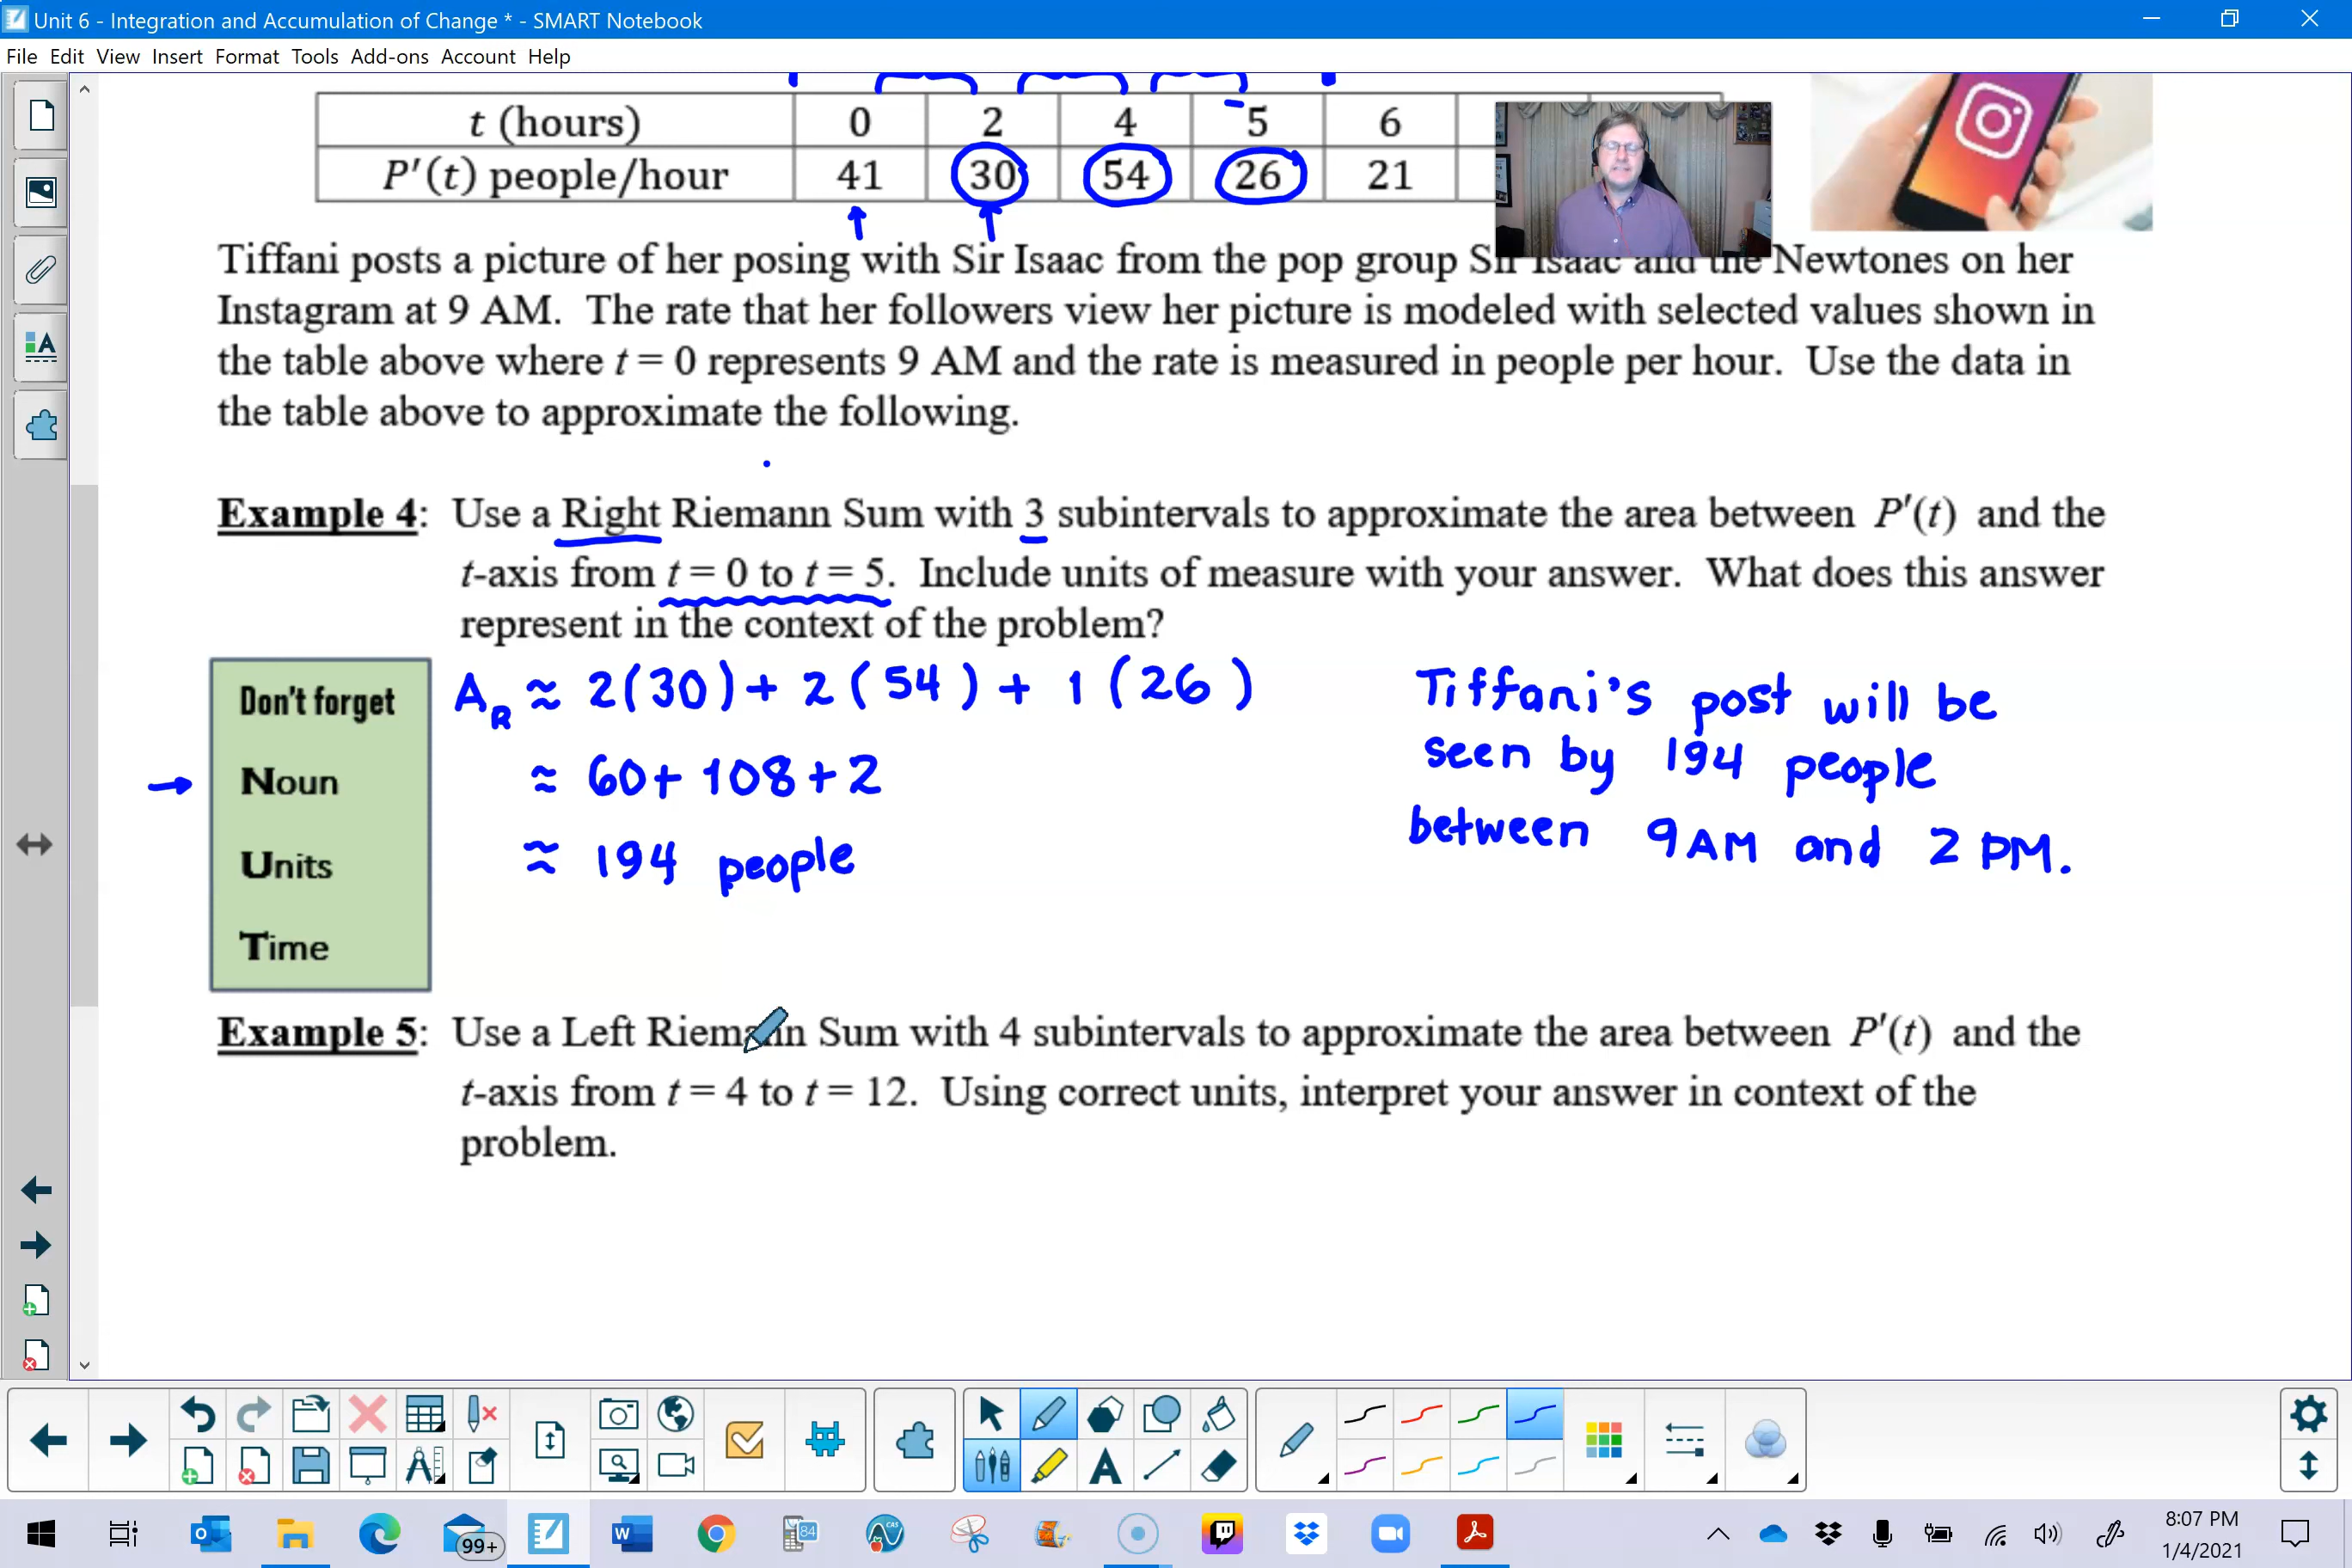 Unit 6 - Integration and Accumulation of Change * - SMART Notebook
File Edit View Insert Format Tools Add-ons Account Help
t (hours) 0 2 4 5 6
P′(t) people/hour 41 30 54 26 21
Tiffani posts a picture of her posing with Sir Isaac from the pop group Sir Isaac and the Newtones on her
Instagram at 9 AM. The rate that her followers view her picture is modeled with selected values shown in
the table above where t = 0 represents 9 AM and the rate is measured in people per hour. Use the data in
the table above to approximate the following.
Example 4: Use a Right Riemann Sum with 3 subintervals to approximate the area between P′(t) and the
t-axis from t = 0 to t = 5. Include units of measure with your answer. What does this answer
represent in the context of the problem?
Don't forget
Noun
Units
Time
A_R ≈ 2(30) + 2(54) + 1(26)
≈ 60 + 108 + 2
≈ 194 people
Tiffani's post will be
seen by 194 people
between 9 AM and 2 PM.
Example 5: Use a Left Riemann Sum with 4 subintervals to approximate the area between P′(t) and the
t-axis from t = 4 to t = 12. Using correct units, interpret your answer in context of the
problem.
99+
84
CAS
8:07 PM
1/4/2021